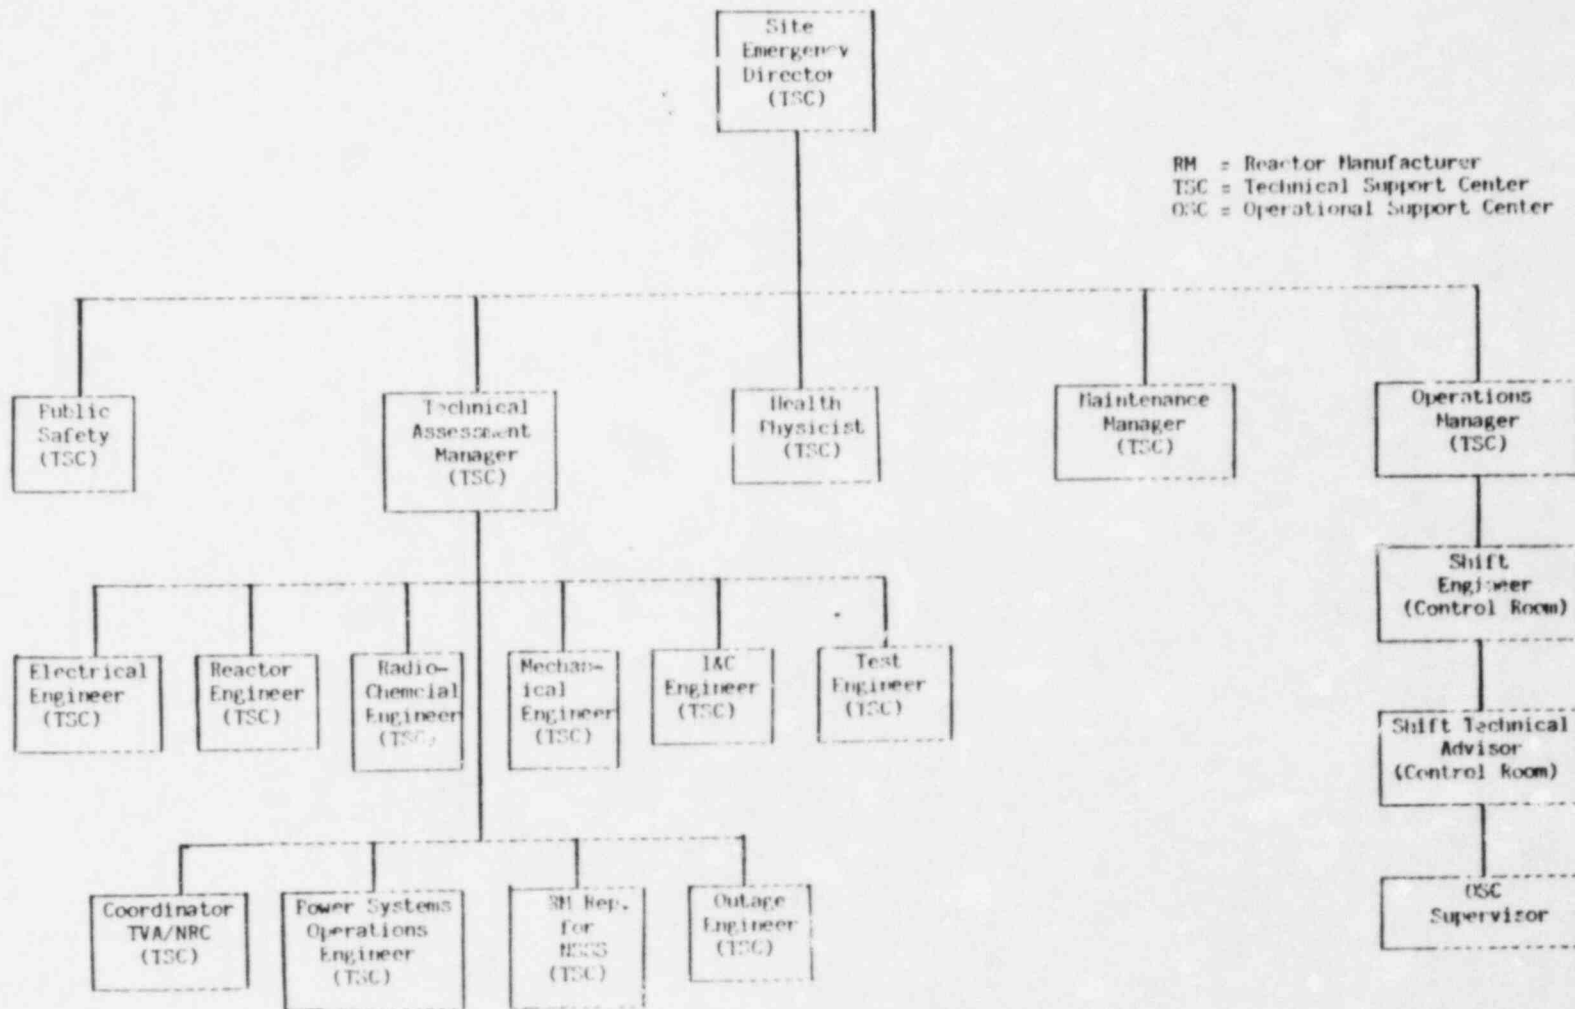 Site
Emergency
Director
(TSC)
RM = Reactor Manufacturer
TSC = Technical Support Center
OSC = Operational Support Center
Public
Safety
(TSC)
Technical
Assessment
Manager
(TSC)
Health
Physicist
(TSC)
Maintenance
Manager
(TSC)
Operations
Manager
(TSC)
Shift
Engineer
(Control Room)
Electrical
Engineer
(TSC)
Reactor
Engineer
(TSC)
Radio-
Chemcial
Engineer
(TSC)
Mechan-
ical
Engineer
(TSC)
I&C
Engineer
(TSC)
Test
Engineer
(TSC)
Shift Technical
Advisor
(Control Room)
Coordinator
TVA/NRC
(TSC)
Power Systems
Operations
Engineer
(TSC)
RM Rep.
for
NSSS
(TSC)
Outage
Engineer
(TSC)
OSC
Supervisor